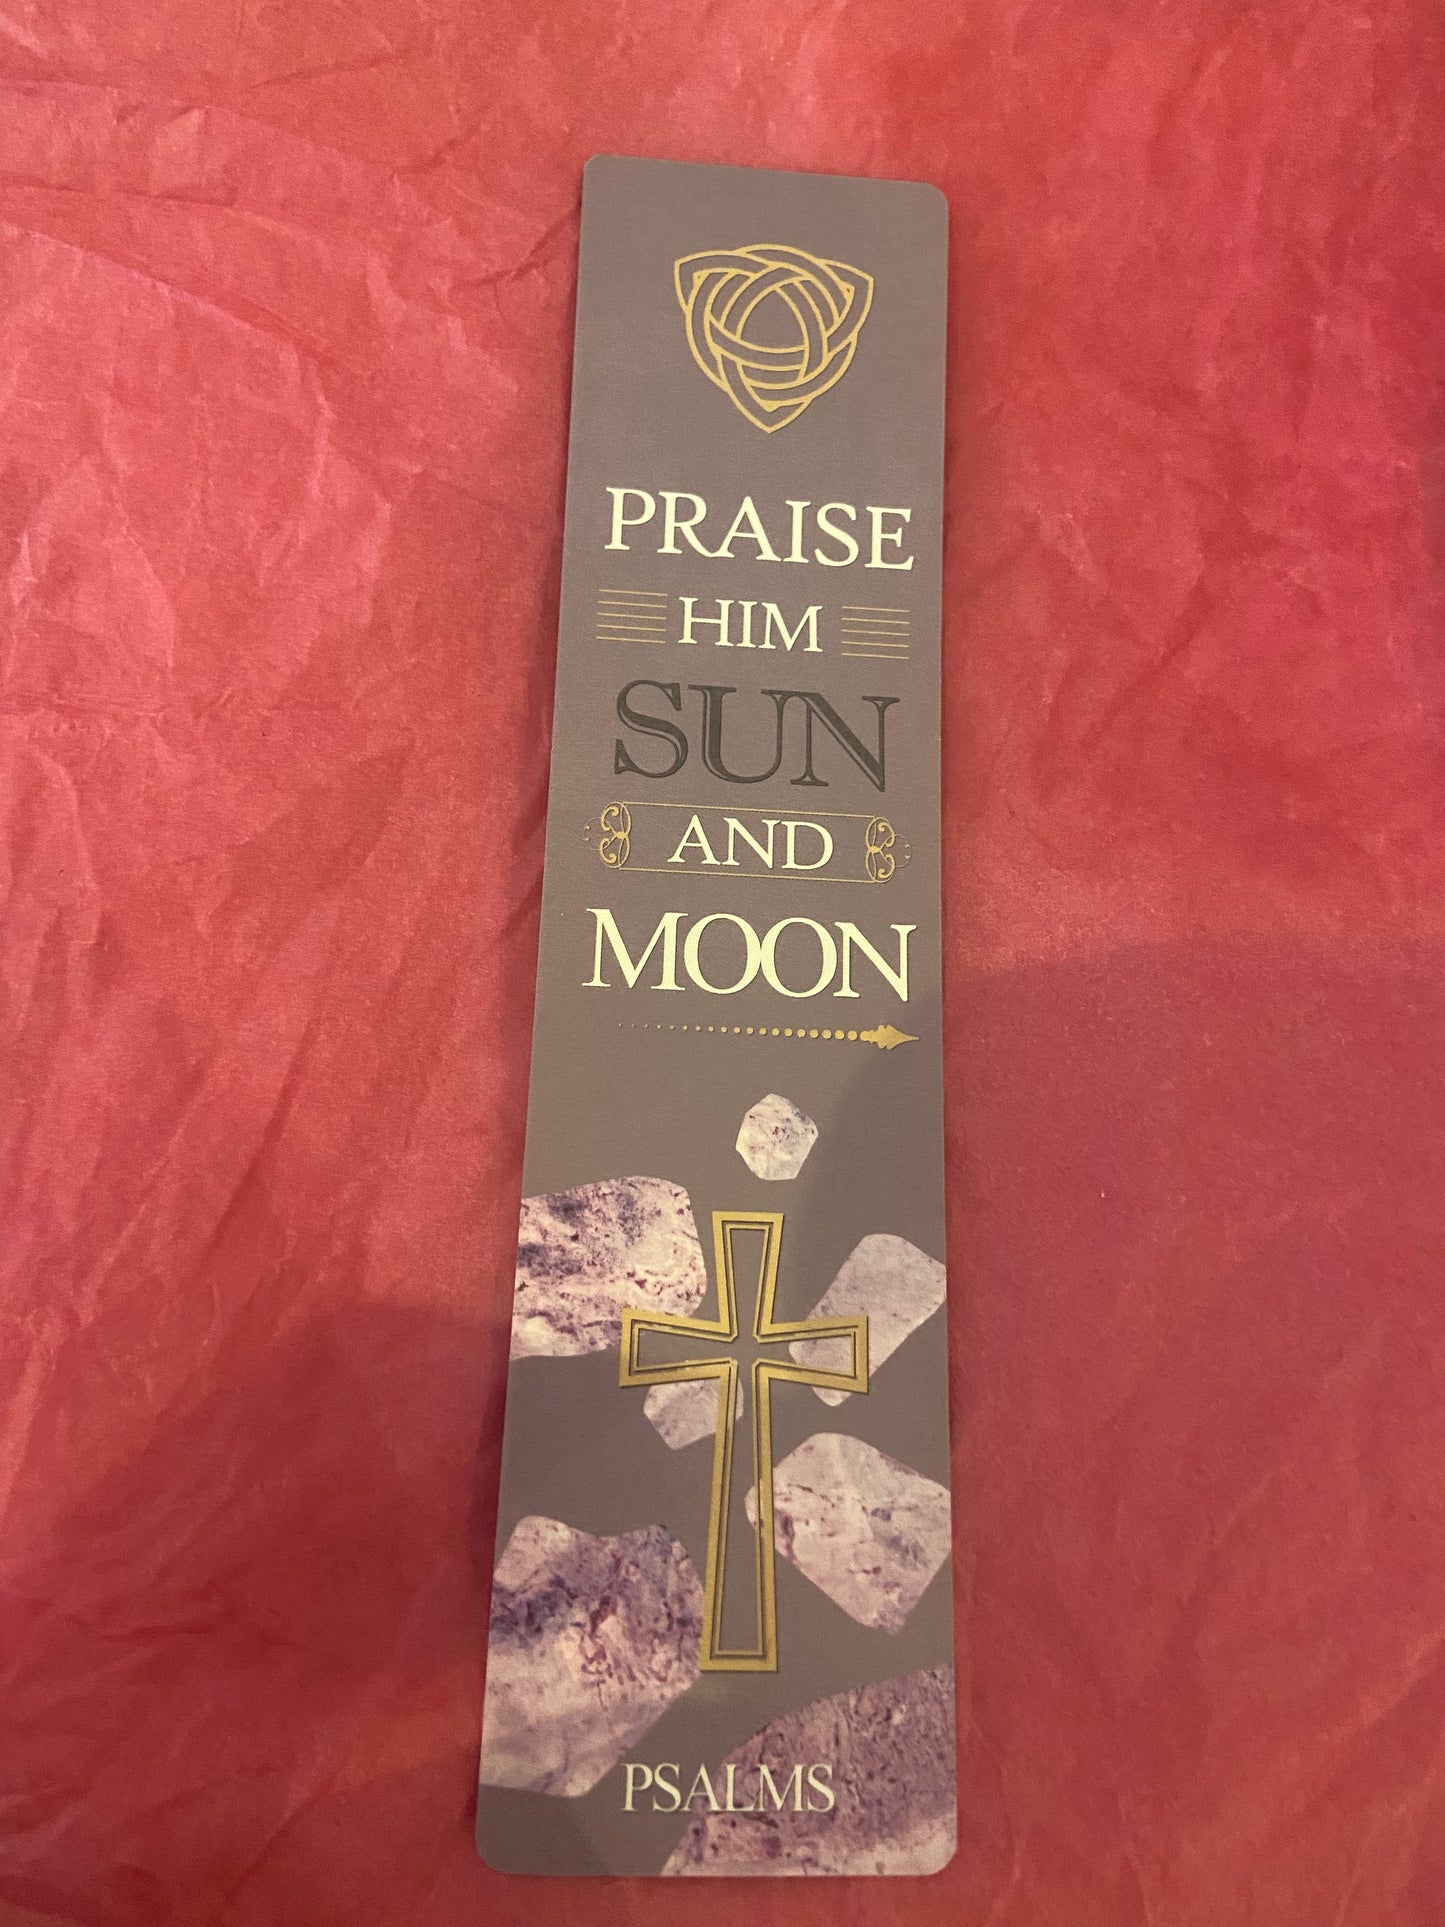 PRAISE
HIM
SUN
AND
MOON
PSALMS